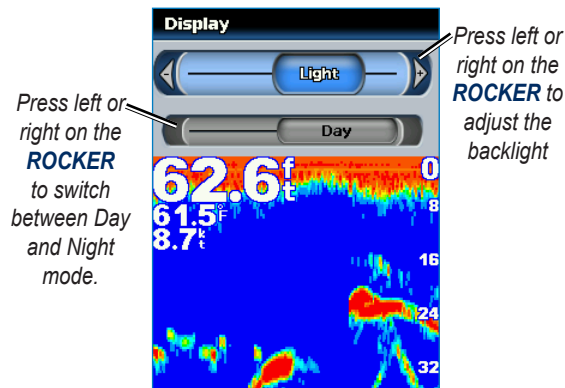 Display
Light
+
Day
Press left or
right on the
ROCKER
to switch
between Day
and Night
mode.
Press left or
right on the
ROCKER to
adjust the
backlight
62.6 ft
61.5°F
8.7 kt
0
8
16
24
32